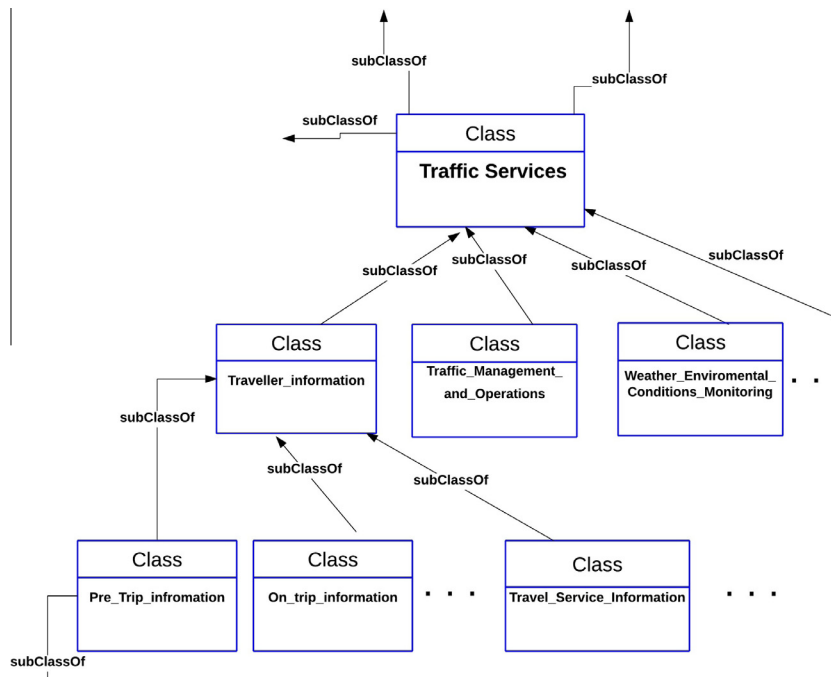 subClassOf
subClassOf
subClassOf
Class
Traffic Services
subClassOf
subClassOf
subClassOf
subClassOf
Class
Traveller_information
Class
Traffic_Management_
and_Operations
Class
Weather_Enviromental_
Conditions_Monitoring
. .
subClassOf
subClassOf
subClassOf
Class
Pre_Trip_infromation
Class
On_trip_information
. . .
Class
Travel_Service_Information
. . .
subClassOf